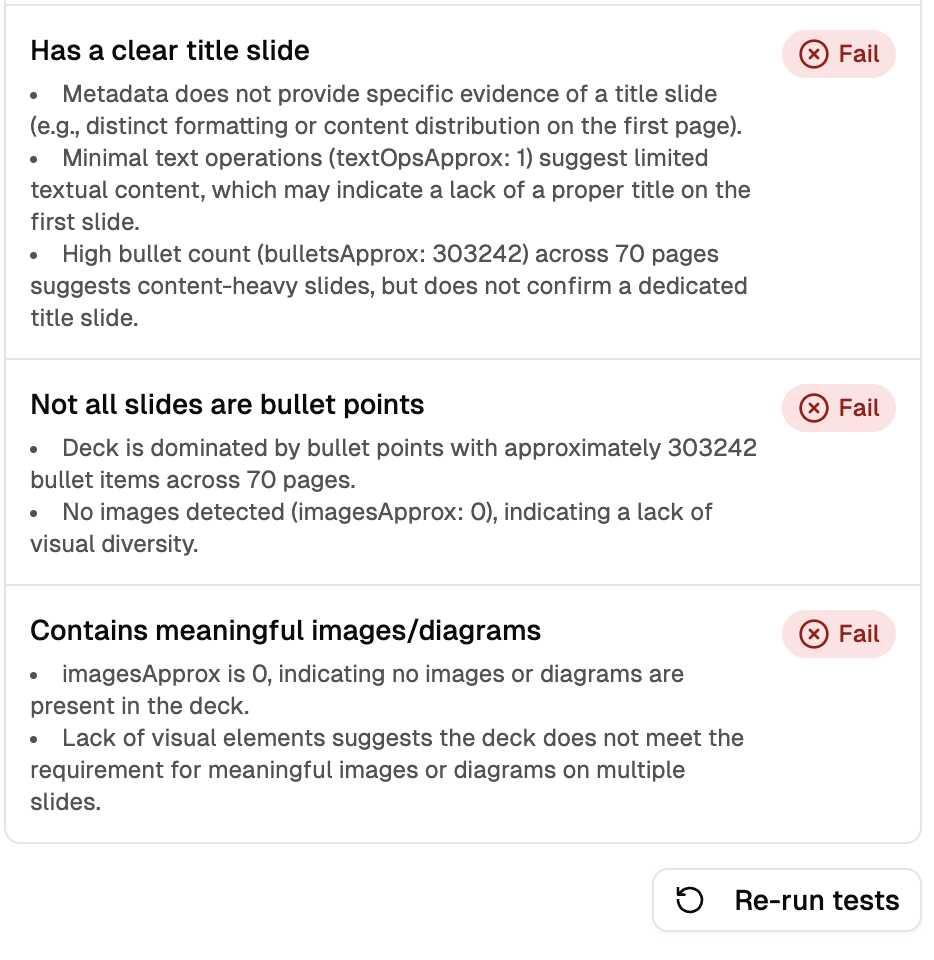 Has a clear title slide
Fail
• Metadata does not provide specific evidence of a title slide
(e.g., distinct formatting or content distribution on the first page).
• Minimal text operations (textOpsApprox: 1) suggest limited
textual content, which may indicate a lack of a proper title on the
first slide.
• High bullet count (bulletsApprox: 303242) across 70 pages
suggests content-heavy slides, but does not confirm a dedicated
title slide.
Not all slides are bullet points
Fail
• Deck is dominated by bullet points with approximately 303242
bullet items across 70 pages.
• No images detected (imagesApprox: 0), indicating a lack of
visual diversity.
Contains meaningful images/diagrams
Fail
• imagesApprox is 0, indicating no images or diagrams are
present in the deck.
• Lack of visual elements suggests the deck does not meet the
requirement for meaningful images or diagrams on multiple
slides.
Re-run tests